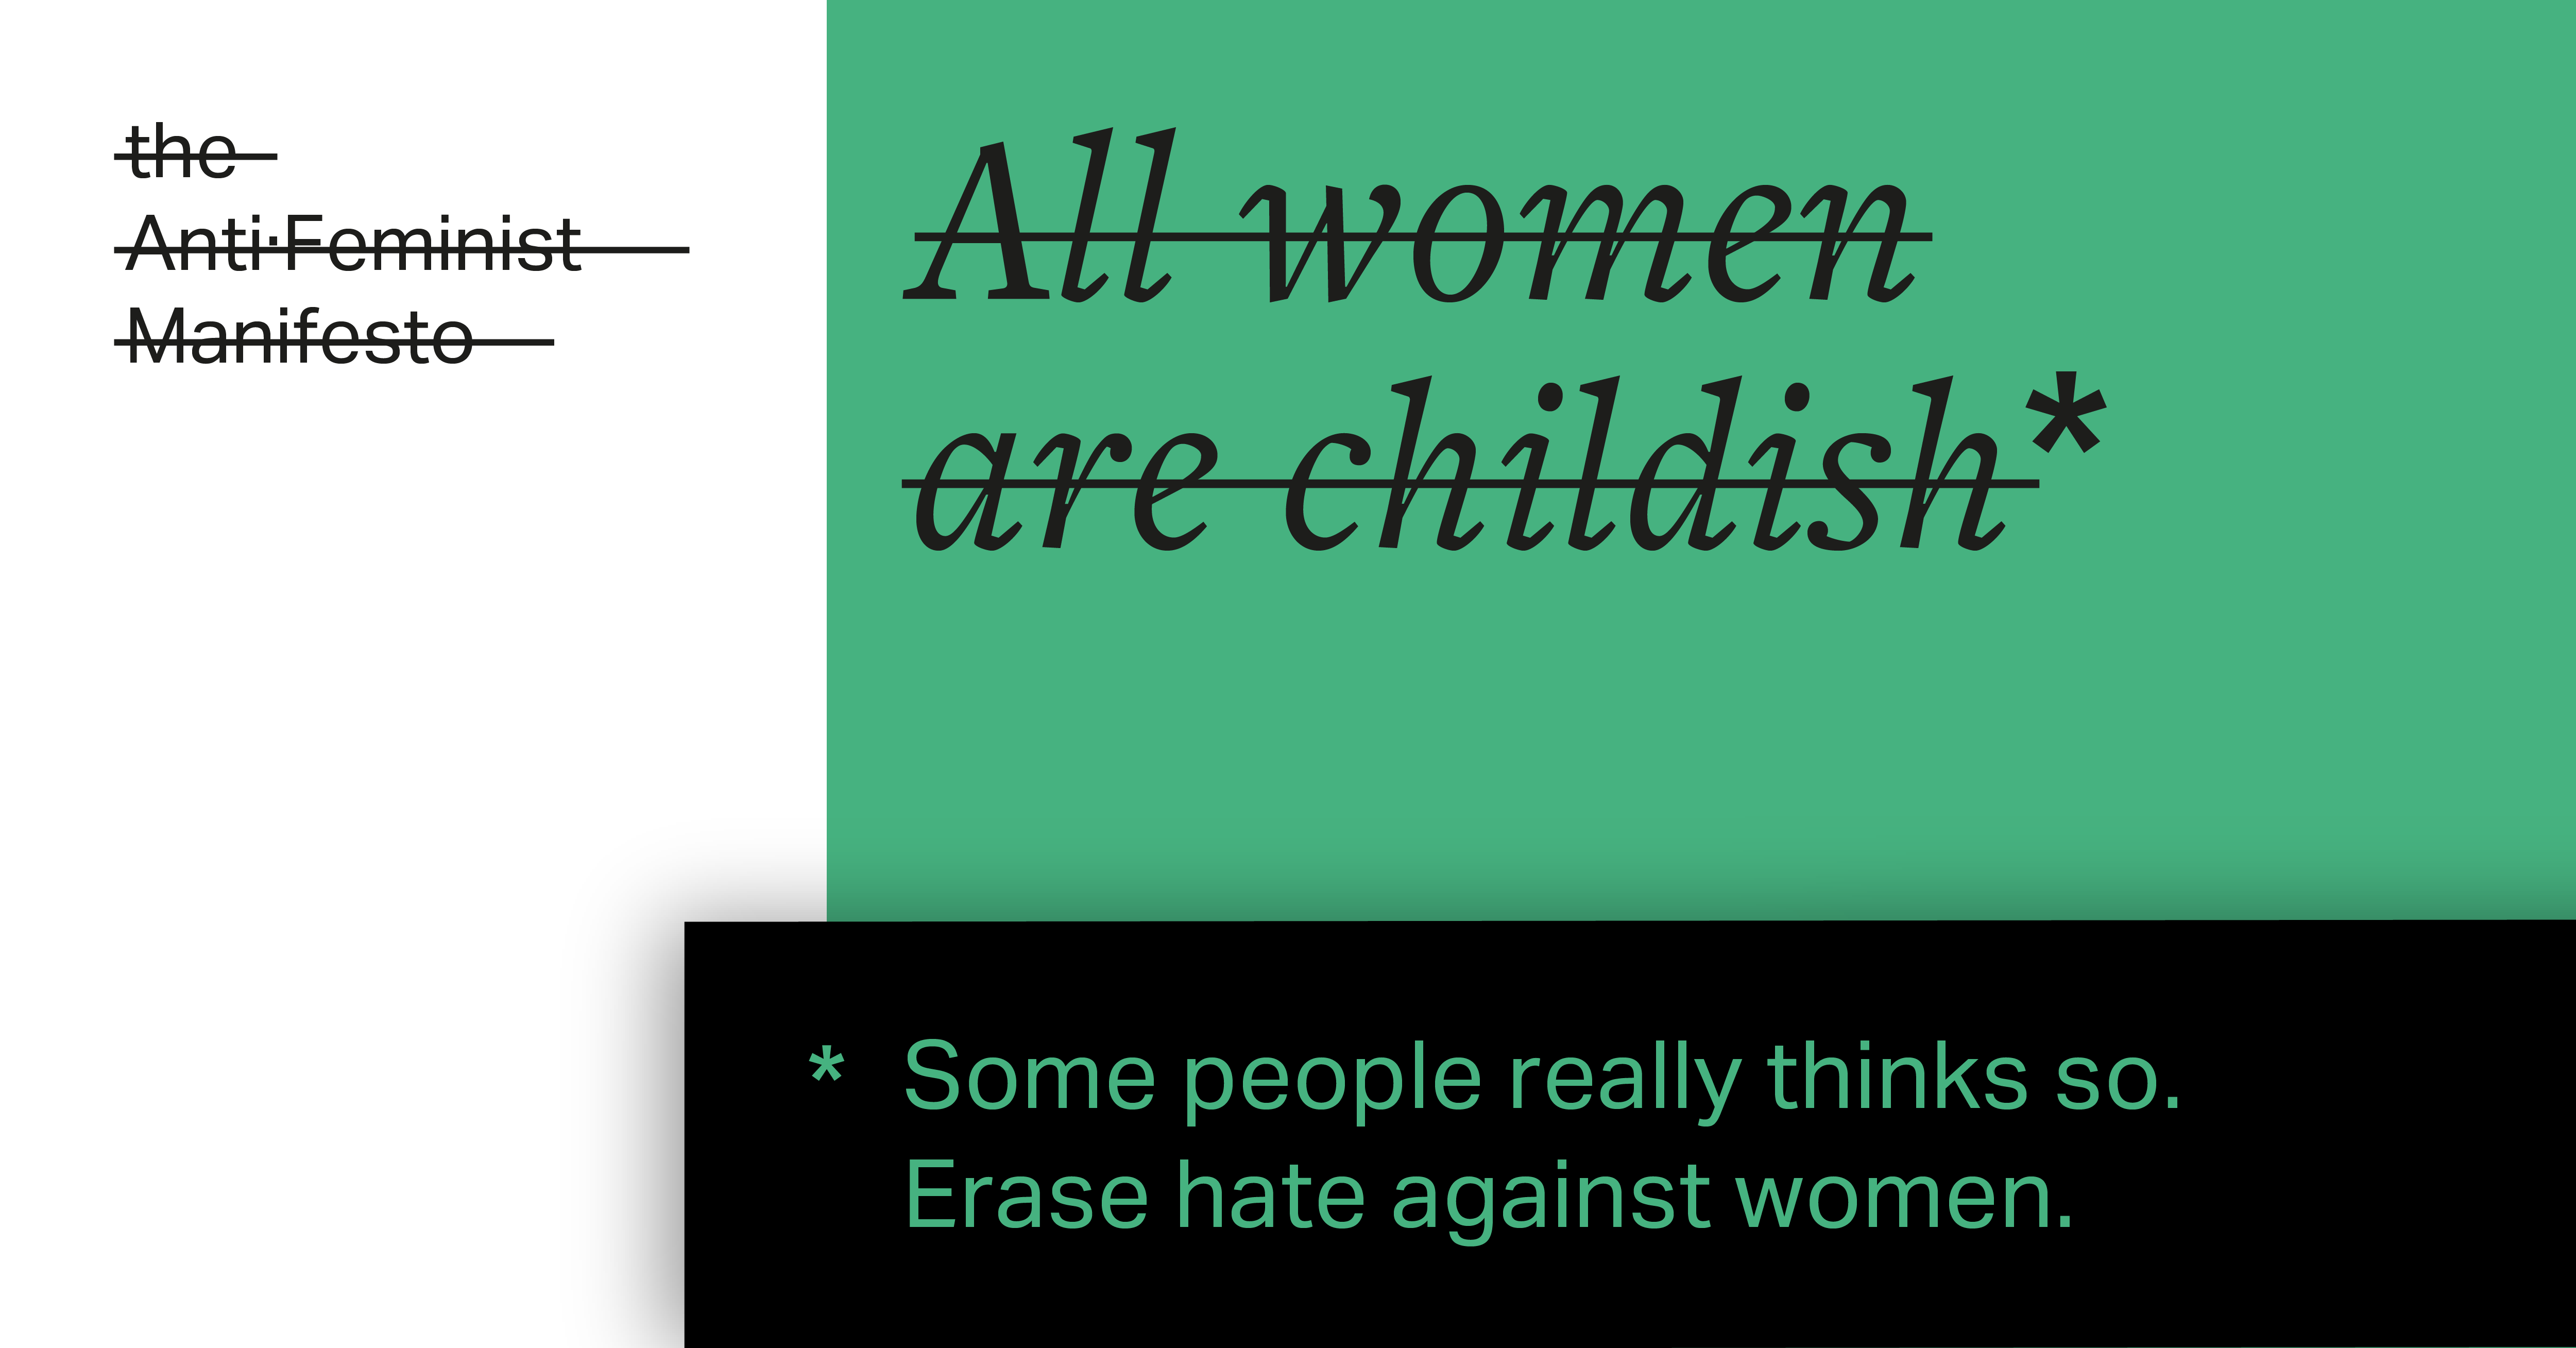 the
Anti·Feminist
Manifesto
All women
are childish*
* Some people really thinks so.
Erase hate against women.